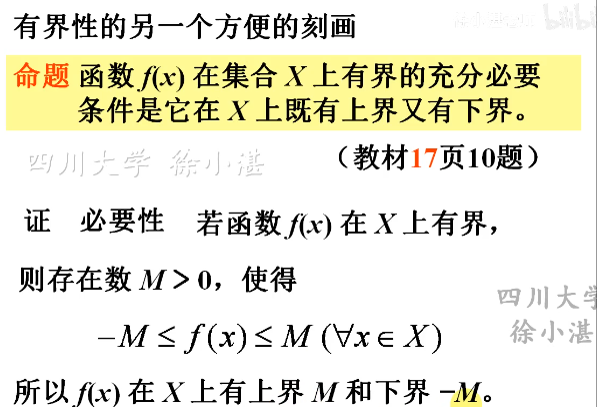 有界性的另一个方便的刻画
命题 函数 f(x) 在集合 X 上有界的充分必要
条件是它在 X 上既有上界又有下界。
四川大学 徐小湛
（教材17页10题）
证 必要性 若函数 f(x) 在 X 上有界，
则存在数 M > 0，使得
四川大学
徐小湛
−M ≤ f(x) ≤ M (∀x ∈ X)
所以 f(x) 在 X 上有上界 M 和下界 −M。